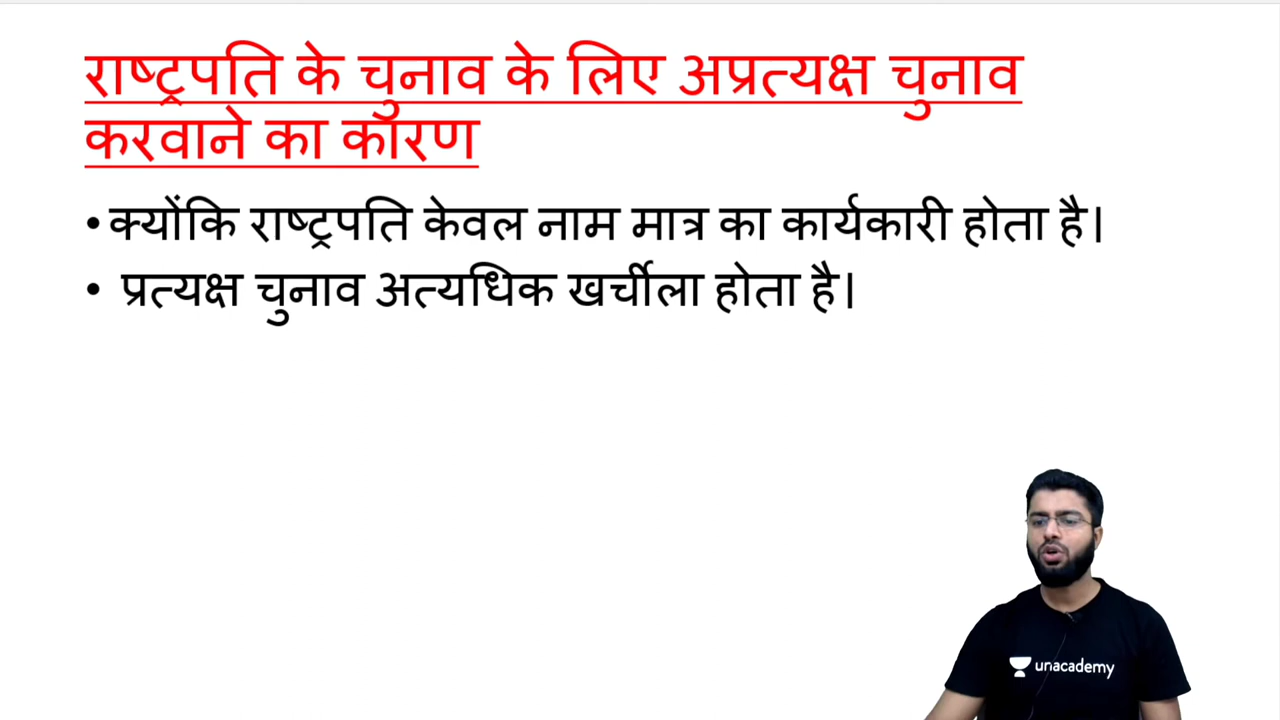 राष्ट्रपति के चुनाव के लिए अप्रत्यक्ष चुनाव
करवाने का कारण
• क्योंकि राष्ट्रपति केवल नाम मात्र का कार्यकारी होता है।
• प्रत्यक्ष चुनाव अत्यधिक खर्चीला होता है।
unacademy